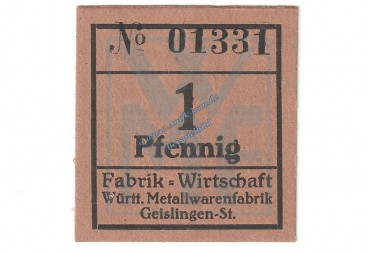 Nº 01331
1
Pfennig
Fabrik = Wirtschaft
Württ. Metallwarenfabrik
Geislingen-St.